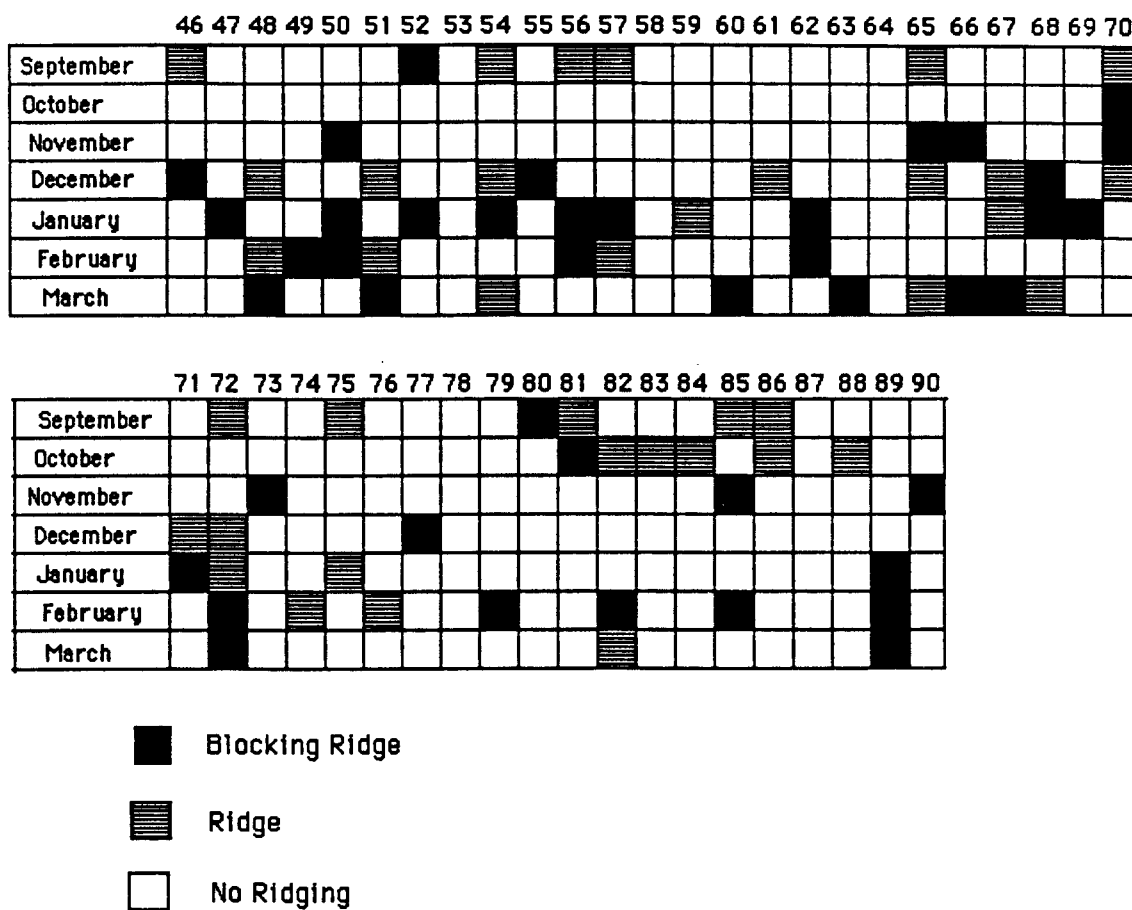 46 47 48 49 50 51 52 53 54 55 56 57 58 59 60 61 62 63 64 65 66 67 68 69 70
September
October
November
December
January
February
March
71 72 73 74 75 76 77 78 79 80 81 82 83 84 85 86 87 88 89 90
September
October
November
December
January
February
March
Blocking Ridge
Ridge
No Ridging